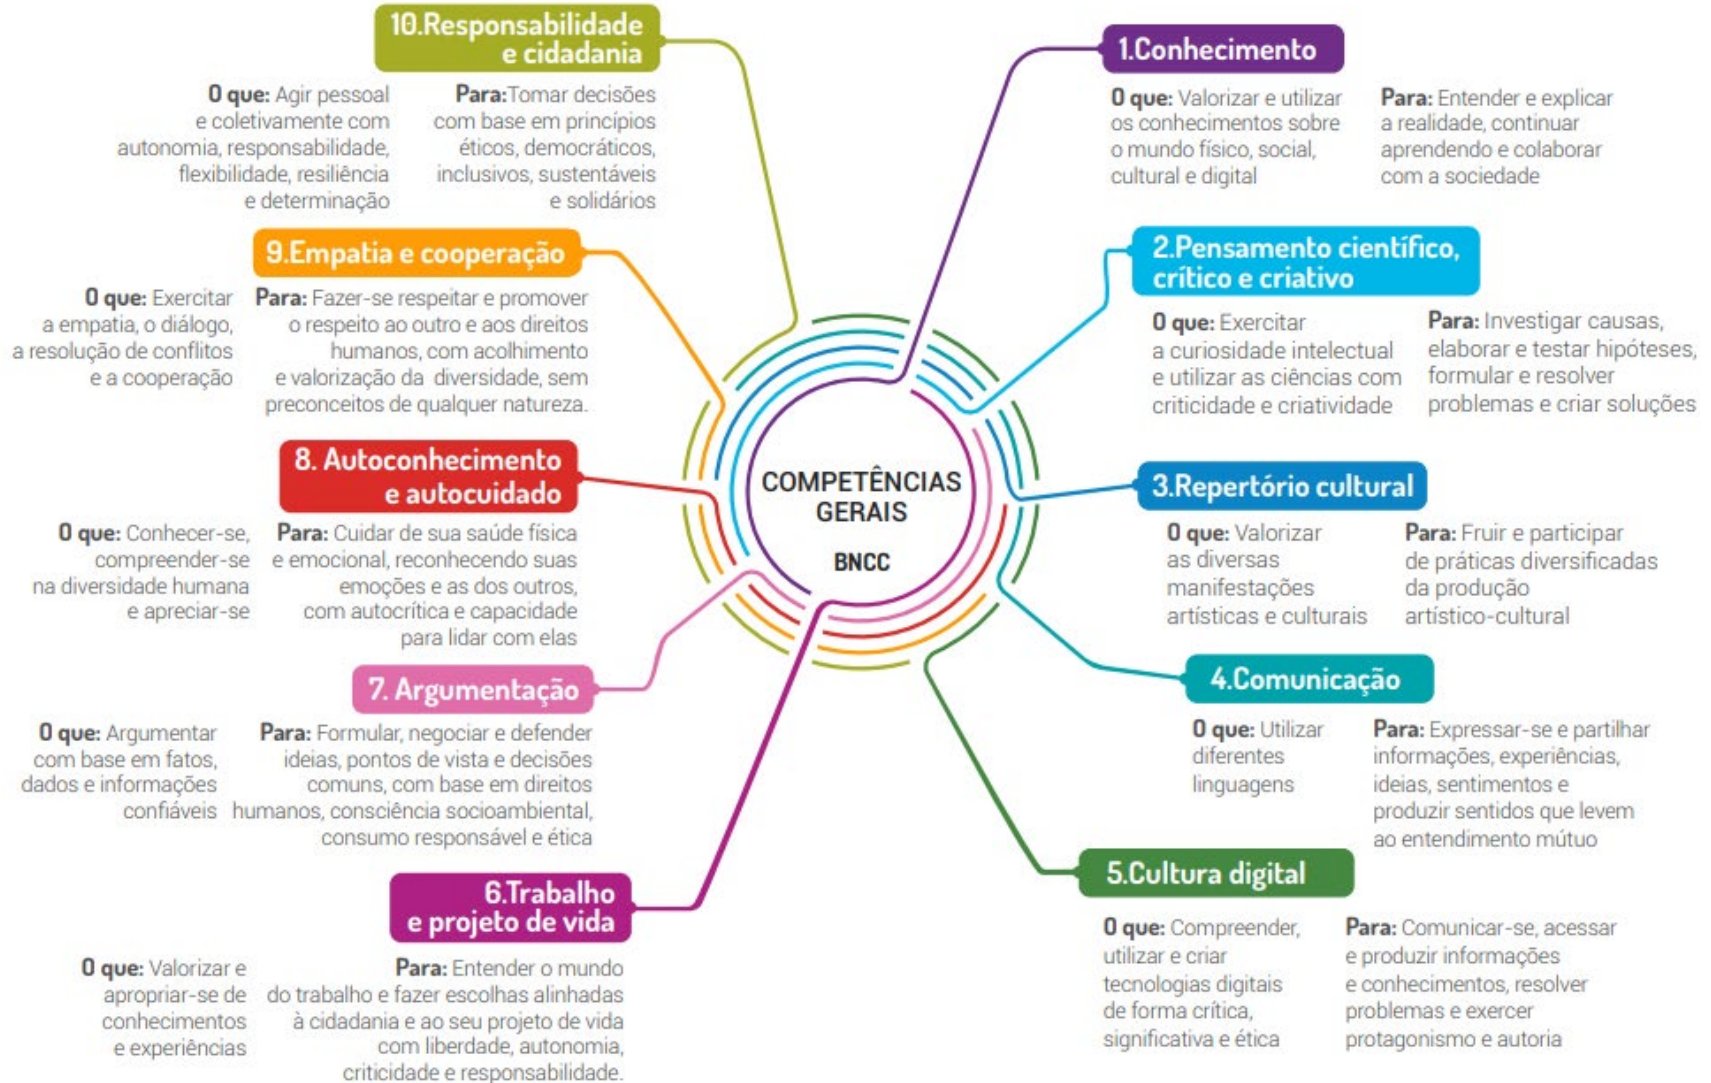 COMPETÊNCIAS
GERAIS
BNCC
1.Conhecimento
O que: Valorizar e utilizar
os conhecimentos sobre
o mundo físico, social,
cultural e digital
Para: Entender e explicar
a realidade, continuar
aprendendo e colaborar
com a sociedade
2.Pensamento científico,
crítico e criativo
O que: Exercitar
a curiosidade intelectual
e utilizar as ciências com
criticidade e criatividade
Para: Investigar causas,
elaborar e testar hipóteses,
formular e resolver
problemas e criar soluções
3.Repertório cultural
O que: Valorizar
as diversas
manifestações
artísticas e culturais
Para: Fruir e participar
de práticas diversificadas
da produção
artístico-cultural
4.Comunicação
O que: Utilizar
diferentes
linguagens
Para: Expressar-se e partilhar
informações, experiências,
ideias, sentimentos e
produzir sentidos que levem
ao entendimento mútuo
5.Cultura digital
O que: Compreender,
utilizar e criar
tecnologias digitais
de forma crítica,
significativa e ética
Para: Comunicar-se, acessar
e produzir informações
e conhecimentos, resolver
problemas e exercer
protagonismo e autoria
6.Trabalho
e projeto de vida
O que: Valorizar e
apropriar-se de
conhecimentos
e experiências
Para: Entender o mundo
do trabalho e fazer escolhas alinhadas
à cidadania e ao seu projeto de vida
com liberdade, autonomia,
criticidade e responsabilidade.
7. Argumentação
O que: Argumentar
com base em fatos,
dados e informações
confiáveis
Para: Formular, negociar e defender
ideias, pontos de vista e decisões
comuns, com base em direitos
humanos, consciência socioambiental,
consumo responsável e ética
8. Autoconhecimento
e autocuidado
O que: Conhecer-se,
compreender-se
na diversidade humana
e apreciar-se
Para: Cuidar de sua saúde física
e emocional, reconhecendo suas
emoções e as dos outros,
com autocrítica e capacidade
para lidar com elas
9.Empatia e cooperação
O que: Exercitar
a empatia, o diálogo,
a resolução de conflitos
e a cooperação
Para: Fazer-se respeitar e promover
o respeito ao outro e aos direitos
humanos, com acolhimento
e valorização da diversidade, sem
preconceitos de qualquer natureza.
10.Responsabilidade
e cidadania
O que: Agir pessoal
e coletivamente com
autonomia, responsabilidade,
flexibilidade, resiliência
e determinação
Para:Tomar decisões
com base em princípios
éticos, democráticos,
inclusivos, sustentáveis
e solidários